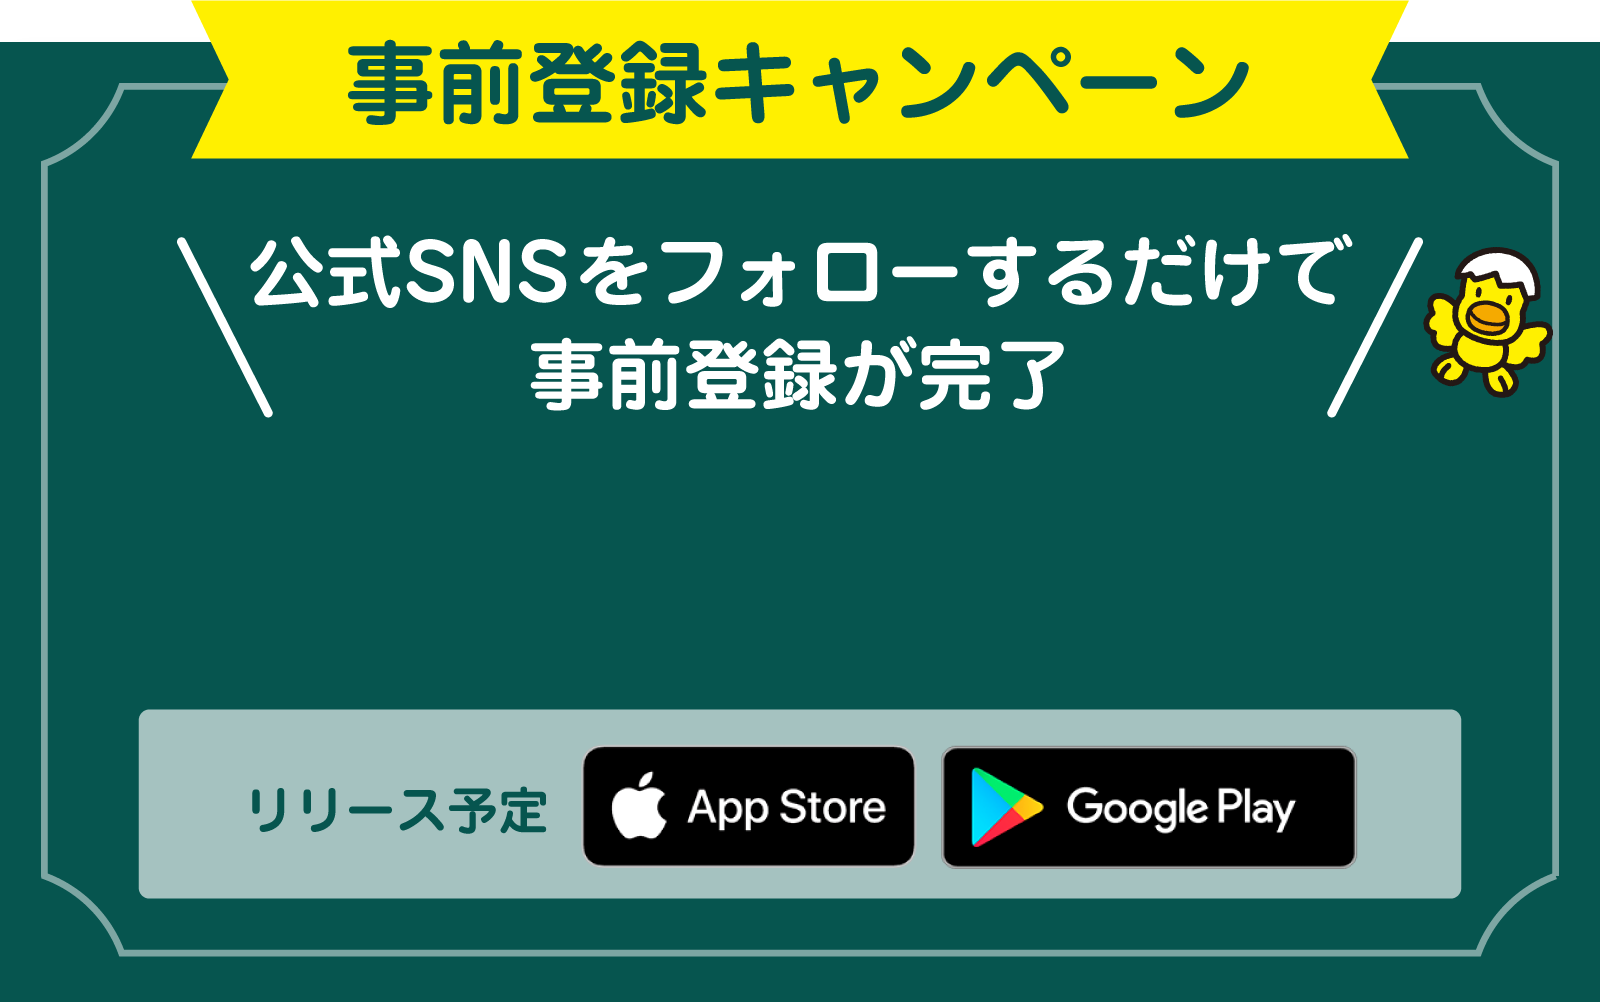 事前登録キャンペーン
公式SNSをフォローするだけで
事前登録が完了
リリース予定
App Store
Google Play